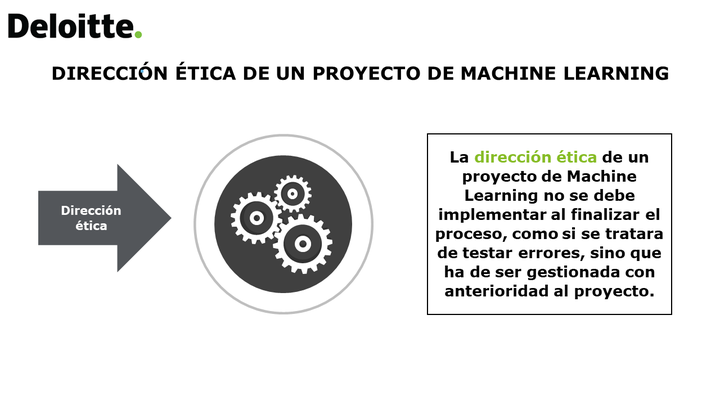 Deloitte.
DIRECCIÓN ÉTICA DE UN PROYECTO DE MACHINE LEARNING
Dirección
ética
La dirección ética de un
proyecto de Machine
Learning no se debe
implementar al finalizar el
proceso, como si se tratara
de testar errores, sino que
ha de ser gestionada con
anterioridad al proyecto.